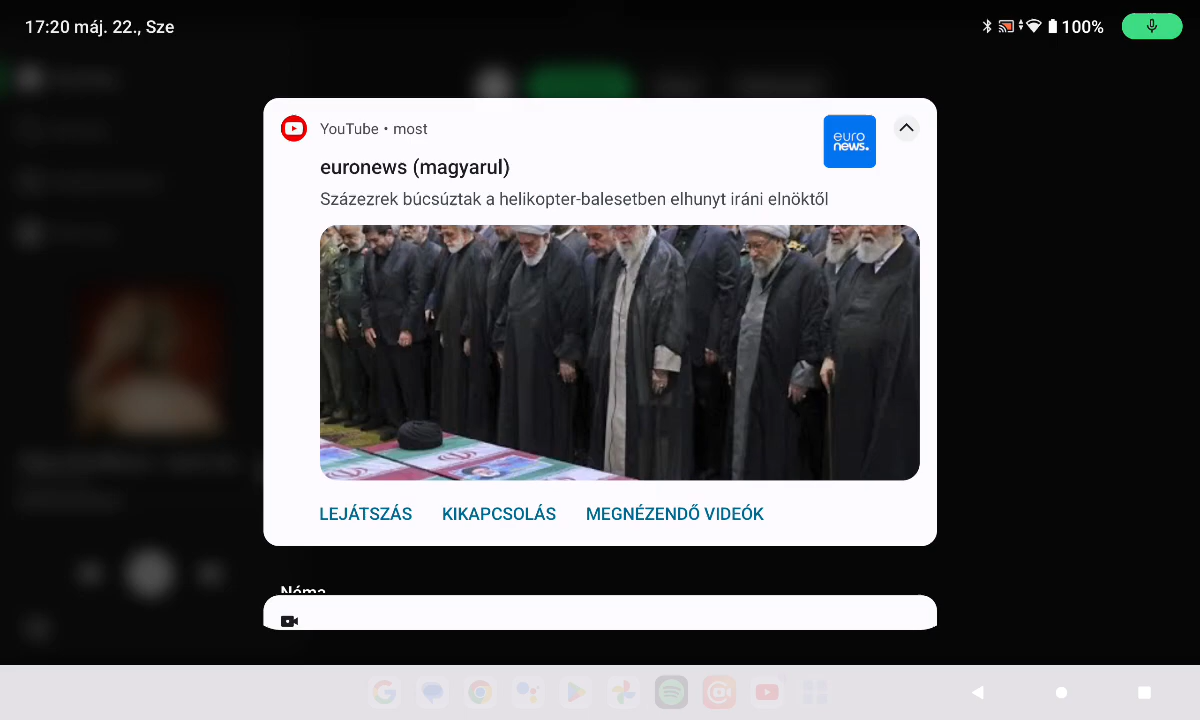 17:20 máj. 22., Sze
100%
YouTube • most
euro
news.
euronews (magyarul)
Százezrek búcsúztak a helikopter-balesetben elhunyt iráni elnöktől
LEJÁTSZÁS KIKAPCSOLÁS MEGNÉZENDŐ VIDEÓK
Néma